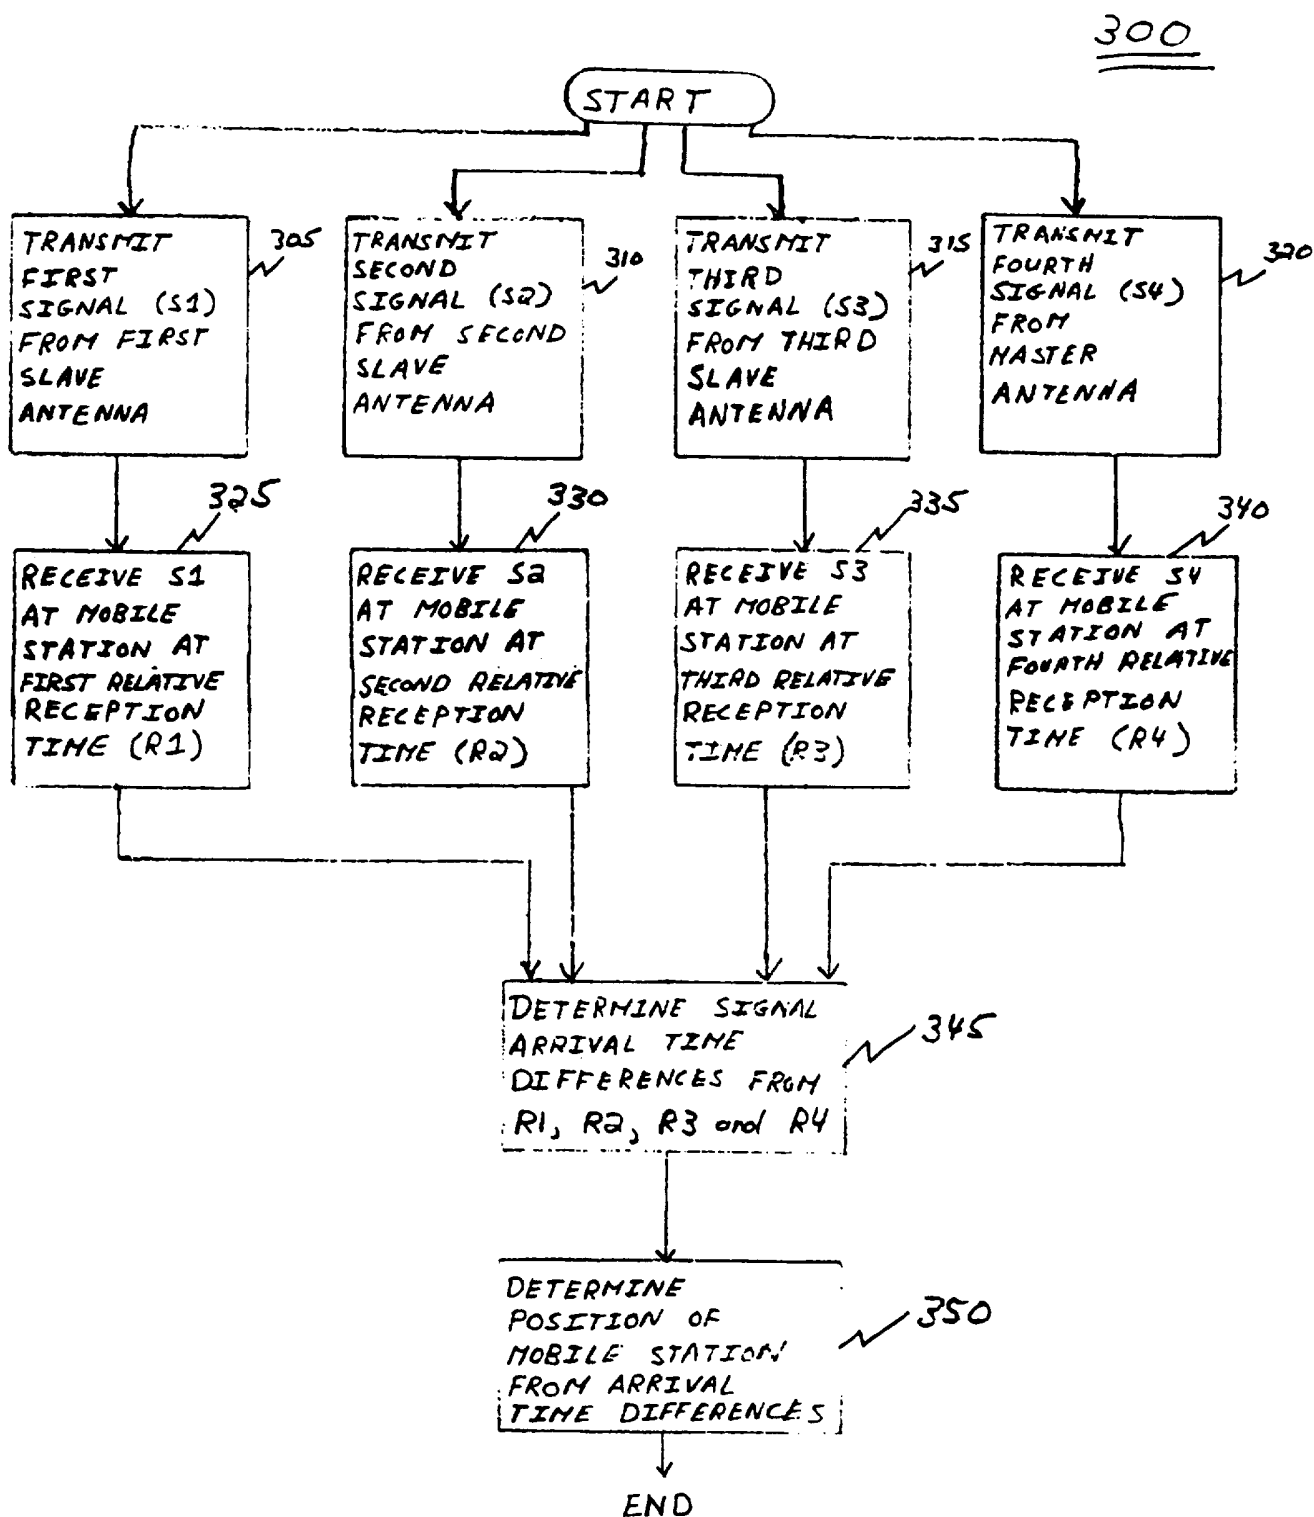 300
START
TRANSMIT
FIRST
SIGNAL (S1)
FROM FIRST
SLAVE
ANTENNA
305
TRANSMIT
SECOND
SIGNAL (S2)
FROM SECOND
SLAVE
ANTENNA
310
TRANSMIT
THIRD
SIGNAL (S3)
FROM THIRD
SLAVE
ANTENNA
315
TRANSMIT
FOURTH
SIGNAL (S4)
FROM
MASTER
ANTENNA
320
325
RECEIVE S1
AT MOBILE
STATION AT
FIRST RELATIVE
RECEPTION
TIME (R1)
330
RECEIVE S2
AT MOBILE
STATION AT
SECOND RELATIVE
RECEPTION
TIME (R2)
335
RECEIVE S3
AT MOBILE
STATION AT
THIRD RELATIVE
RECEPTION
TIME (R3)
340
RECEIVE S4
AT MOBILE
STATION AT
FOURTH RELATIVE
RECEPTION
TIME (R4)
DETERMINE SIGNAL
ARRIVAL TIME
DIFFERENCES FROM
R1, R2, R3 and R4
345
DETERMINE
POSITION OF
MOBILE STATION
FROM ARRIVAL
TIME DIFFERENCES
350
END